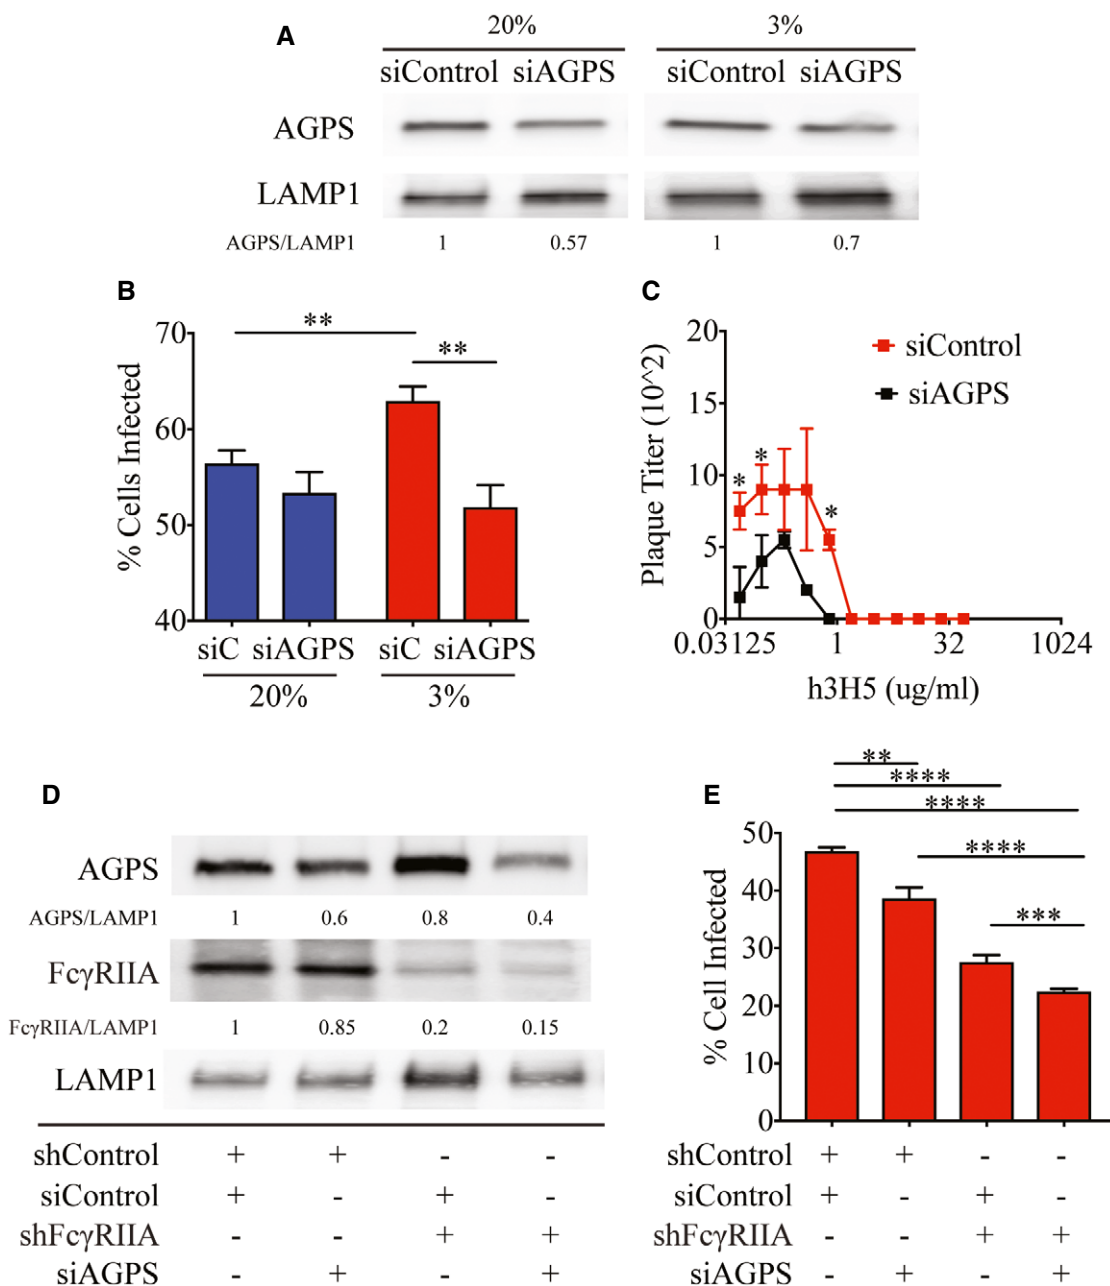 A
20% 3%
siControl siAGPS siControl siAGPS
AGPS
LAMP1
AGPS/LAMP1 1 0.57 1 0.7
B
70
60
50
40
% Cells Infected
** **
siC siAGPS siC siAGPS
20% 3%
C
20
15
10
5
0
Plaque Titer (10^2)
siControl
siAGPS
* * *
0.03125 1 32 1024
h3H5 (ug/ml)
D
AGPS
AGPS/LAMP1 1 0.6 0.8 0.4
FcγRIIA
FcγRIIA/LAMP1 1 0.85 0.2 0.15
LAMP1
shControl + + - -
siControl + - + -
shFcγRIIA - - + +
siAGPS - + - +
E
**
****
****
****
***
50
40
30
20
10
0
% Cell Infected
shControl + + - -
siControl + - + -
shFcγRIIA - - + +
siAGPS - + - +